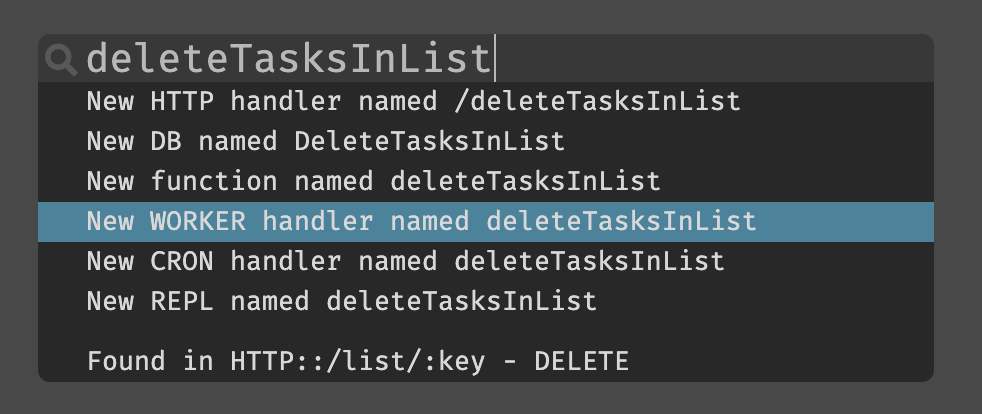 deleteTasksInList
New HTTP handler named /deleteTasksInList
New DB named DeleteTasksInList
New function named deleteTasksInList
New WORKER handler named deleteTasksInList
New CRON handler named deleteTasksInList
New REPL named deleteTasksInList
Found in HTTP::/list/:key - DELETE